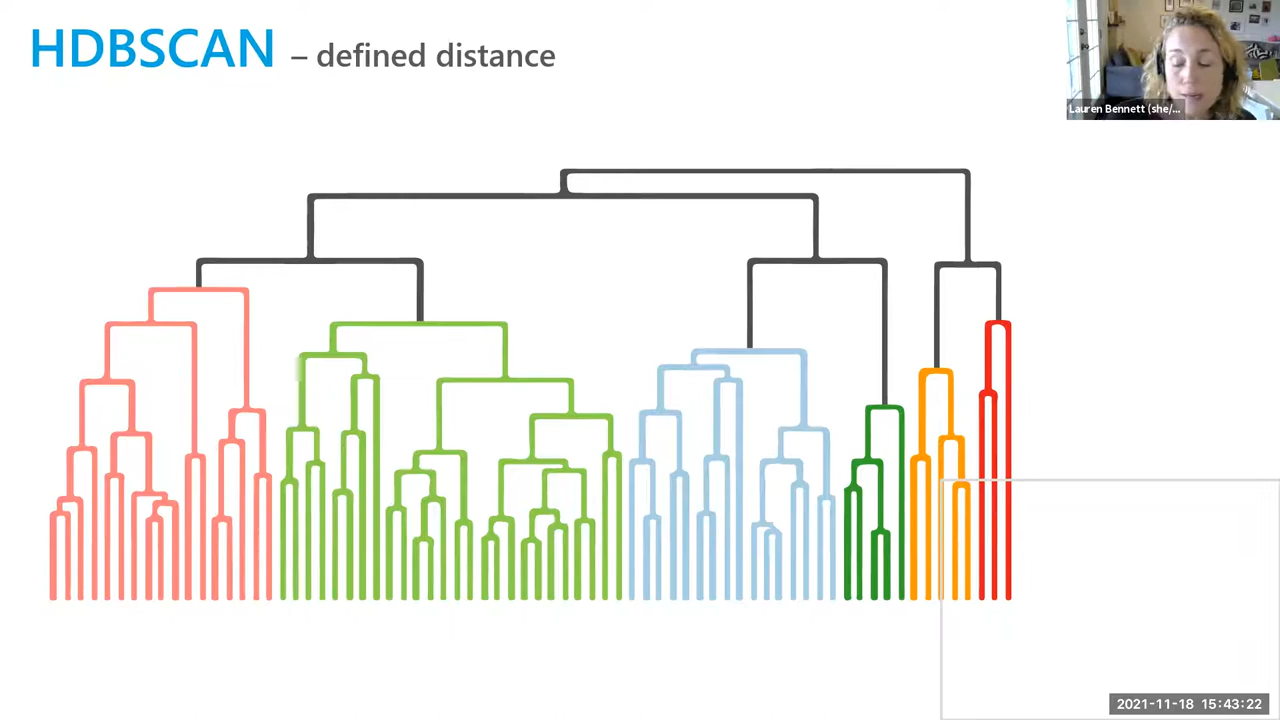 HDBSCAN – defined distance
Lauren Bennett (she/...
2021-11-18 15:43:22